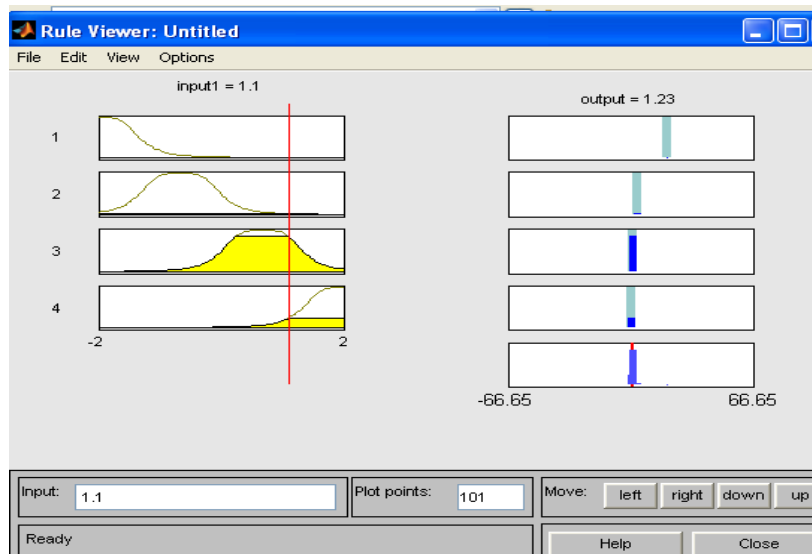 Rule Viewer: Untitled
File Edit View Options
input1 = 1.1
output = 1.23
1
2
3
4
-2 2
-66.65 66.65
Input: 1.1 Plot points: 101 Move: left right down up
Ready Help Close